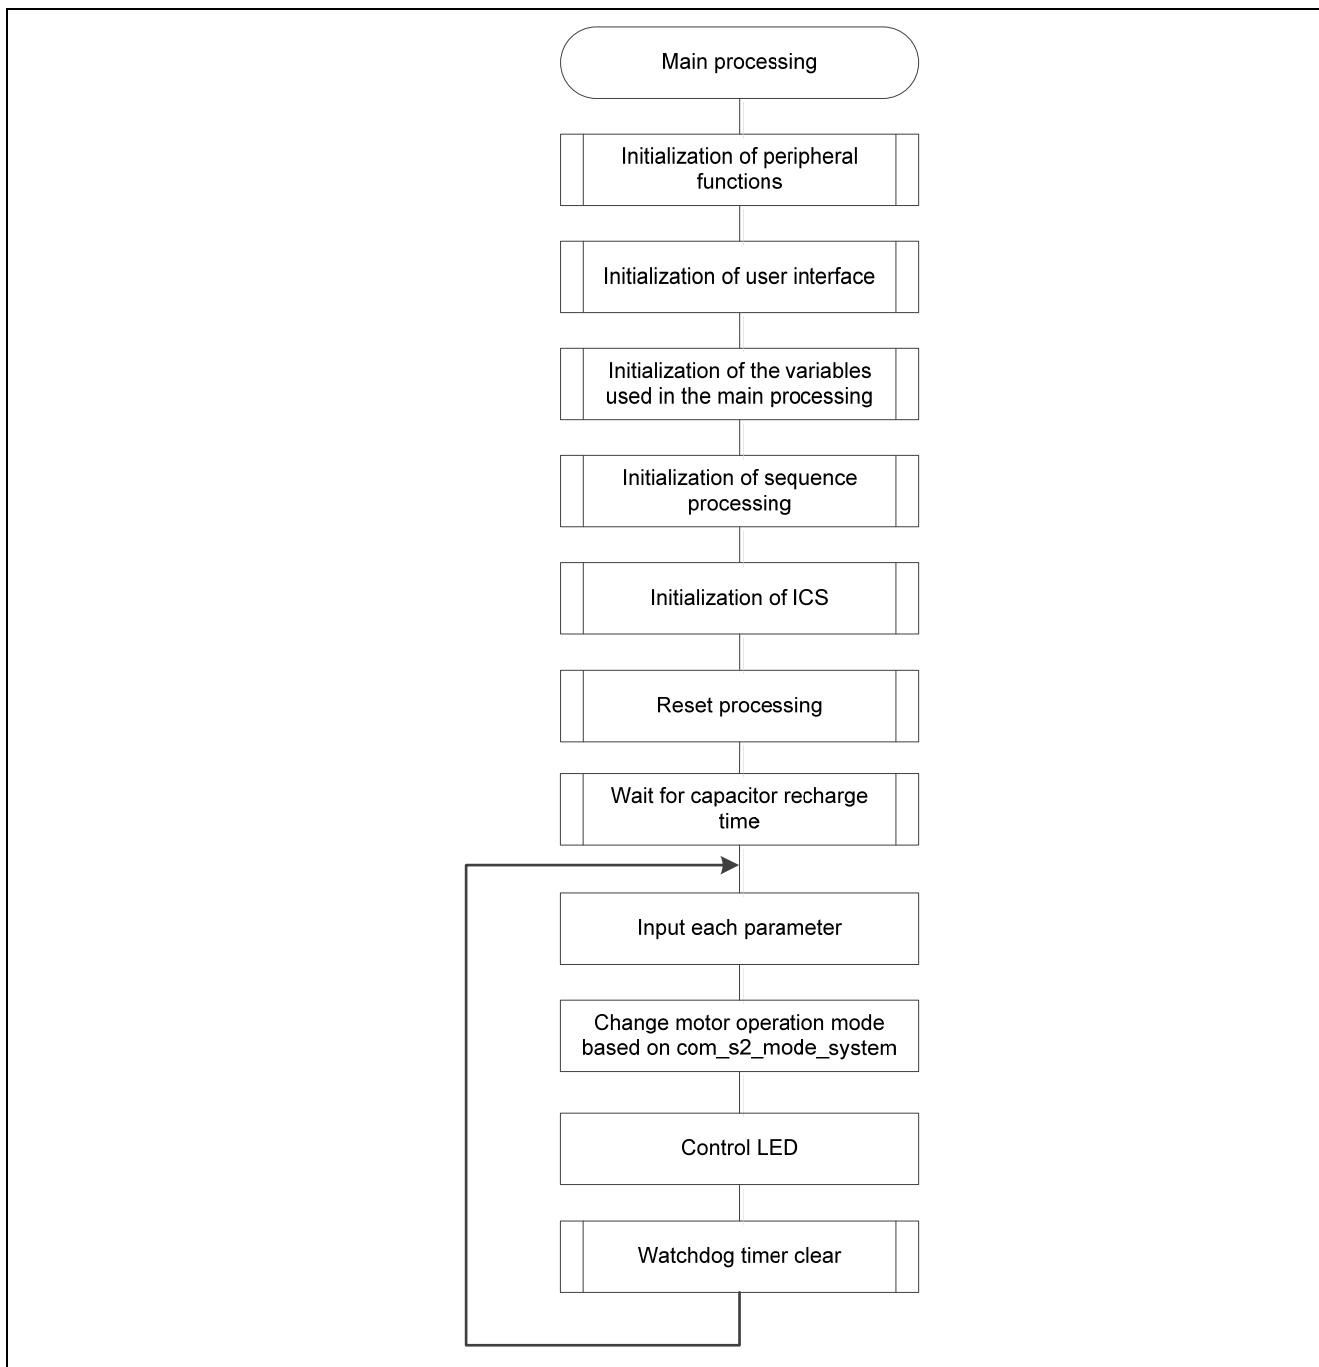 Main processing
Initialization of peripheral
functions
Initialization of user interface
Initialization of the variables
used in the main processing
Initialization of sequence
processing
Initialization of ICS
Reset processing
Wait for capacitor recharge
time
Input each parameter
Change motor operation mode
based on com_s2_mode_system
Control LED
Watchdog timer clear